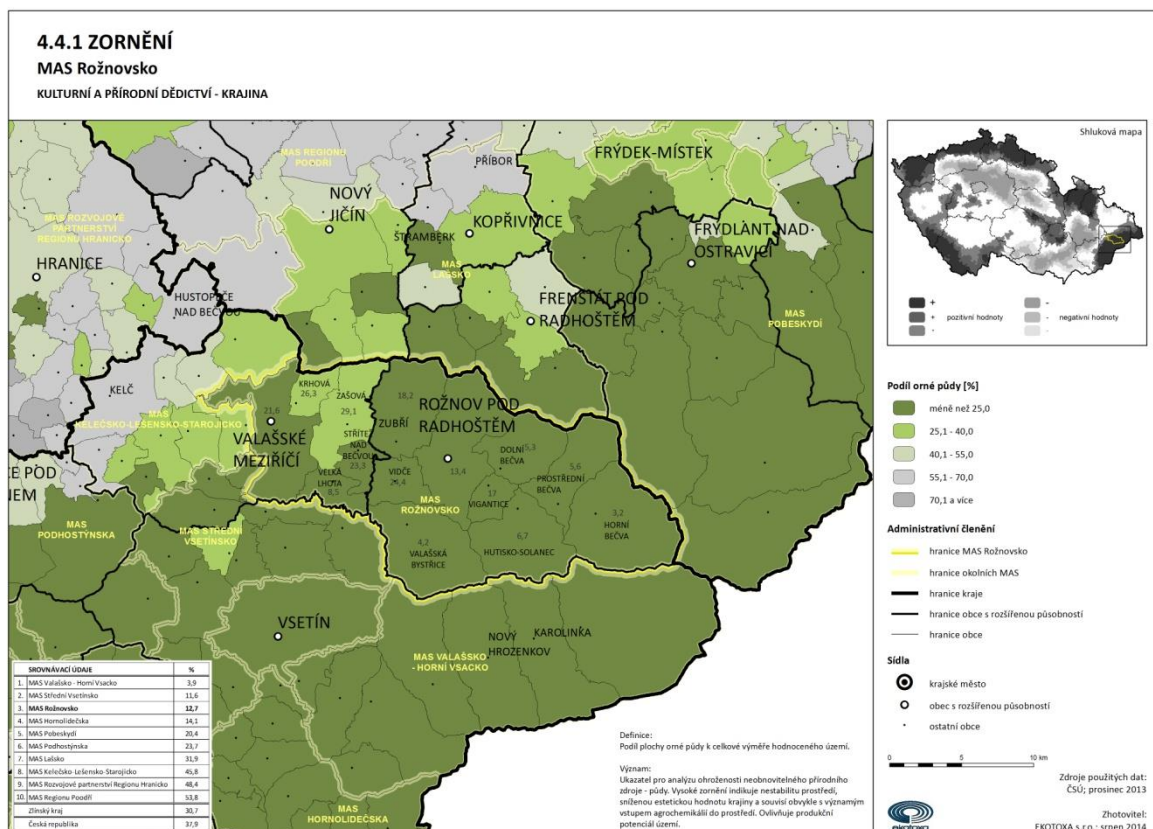 4.4.1 ZORNĚNÍ
MAS Rožnovsko
KULTURNÍ A PŘÍRODNÍ DĚDICTVÍ - KRAJINA
MAS REGIONU
POODŘÍ
PŘÍBOR
FRÝDEK-MÍSTEK
NOVÝ
JIČÍN
KOPŘIVNICE
ŠTRAMBERK
MAS
LAŠSKO
FRÝDLANT NAD
OSTRAVICÍ
MAS ROZVOJOVÉ
PARTNERSTVÍ
REGIONU HRANICKO
HRANICE
HUSTOPEČE
NAD BEČVOU
FRENŠTÁT POD
RADHOŠTĚM
MAS
POBESKYDÍ
KELČ
MAS
KELEČSKO-LEŠENSKO-STAROJICKO
KRHOVÁ
26,3
ZAŠOVÁ
29,1
21,6
VALAŠSKÉ
MEZIŘÍČÍ
STŘÍTEŽ
NAD
BEČVOU
23,3
VELKÁ
LHOTA
8,5
18,2
ZUBŘÍ
ROŽNOV POD
RADHOŠTĚM
13,4
VIDČE
24,4
DOLNÍ
BEČVA
5,6
PROSTŘEDNÍ
BEČVA
17
VIGANTICE
MAS
ROŽNOVSKO
3,2
HORNÍ
BEČVA
4,2
VALAŠSKÁ
BYSTŘICE
6,7
HUTISKO-SOLANEC
CE POD
NEM
MAS
PODHOSTÝNSKA
MAS STŘEDNÍ
VSETÍNSKO
VSETÍN
MAS VALAŠSKO
- HORNÍ VSACKO
NOVÝ
HROZENKOV
KAROLINKA
MAS
HORNOLIDEČSKA
SROVNÁVACÍ ÚDAJE %
1. MAS Valašsko - Horní Vsacko 3,9
2. MAS Střední Vsetínsko 11,6
3. MAS Rožnovsko 12,7
4. MAS Hornolidečska 14,1
5. MAS Pobeskydí 20,4
6. MAS Podhostýnska 23,7
7. MAS Lašsko 31,9
8. MAS Kelečsko-Lešensko-Starojicko 45,8
9. MAS Rozvojové partnerství Regionu Hranicko 48,4
10. MAS Regionu Poodří 53,8
Zlínský kraj 30,7
Česká republika 37,9
Definice:
Podíl plochy orné půdy k celkové výměře hodnoceného území.
Význam:
Ukazatel pro analýzu ohroženosti neobnovitelného přírodního
zdroje - půdy. Vysoké zornění indikuje nestabilitu prostředí,
sníženou estetickou hodnotu krajiny a souvisí obvykle s významným
vstupem agrochemikálií do prostředí. Ovlivňuje produkční
potenciál území.
Shluková mapa
+ -
+ pozitivní hodnoty - negativní hodnoty
- -
Podíl orné půdy [%]
méně než 25,0
25,1 - 40,0
40,1 - 55,0
55,1 - 70,0
70,1 a více
Administrativní členění
hranice MAS Rožnovsko
hranice okolních MAS
hranice kraje
hranice obce s rozšířenou působností
hranice obce
Sídla
krajské město
obec s rozšířenou působností
ostatní obce
0 5 10 km
Zdroje použitých dat:
ČSÚ; prosinec 2013
Zhotovitel:
EKOTOXA s.r.o.; srpen 2014
ekotoxa